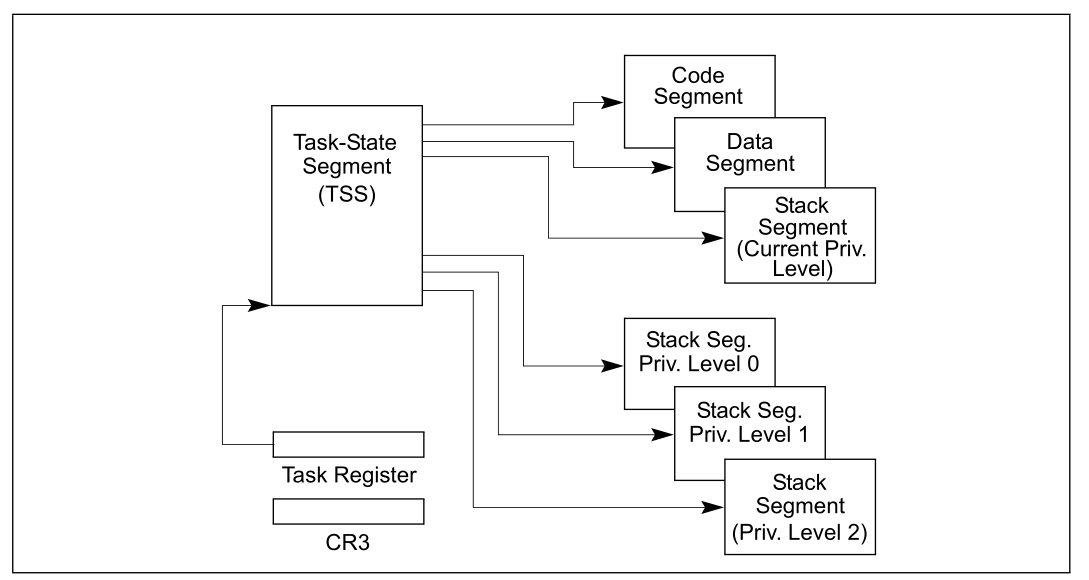 Task-State
Segment
(TSS)
Code
Segment
Data
Segment
Stack
Segment
(Current Priv.
Level)
Stack Seg.
Priv. Level 0
Stack Seg.
Priv. Level 1
Stack
Segment
(Priv. Level 2)
Task Register
CR3